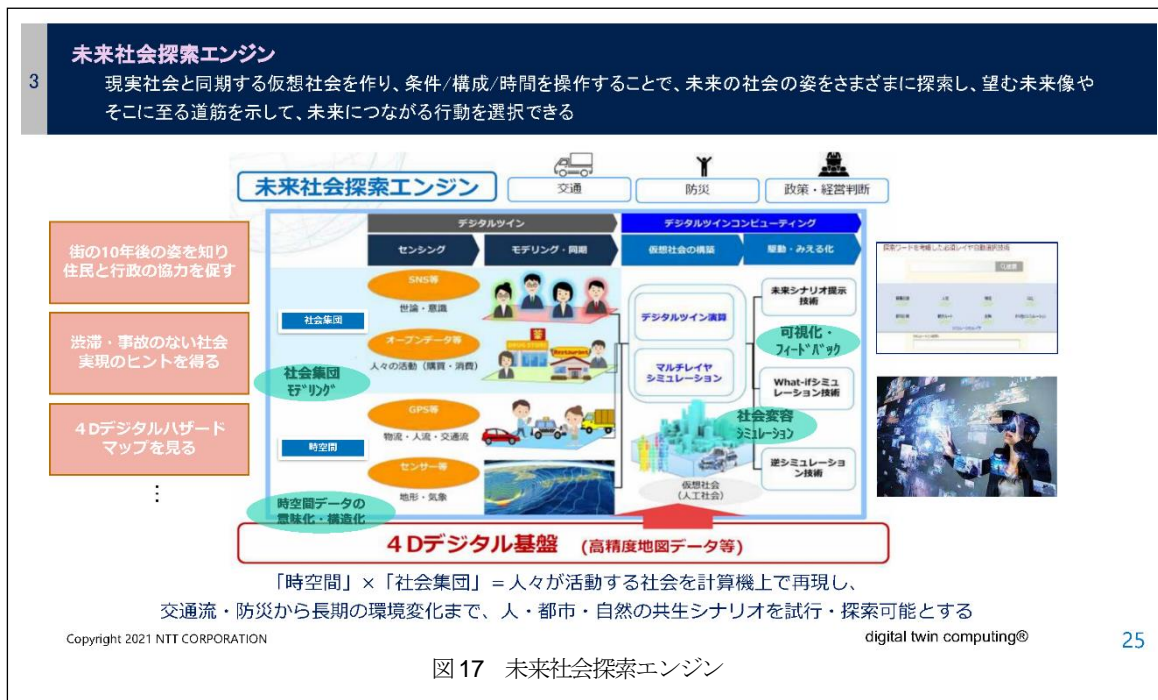 3
未来社会探索エンジン
現実社会と同期する仮想社会を作り、条件/構成/時間を操作することで、未来の社会の姿をさまざまに探索し、望む未来像や
そこに至る道筋を示して、未来につながる行動を選択できる
未来社会探索エンジン
交通
防災
政策・経営判断
街の10年後の姿を知り
住民と行政の協力を促す
渋滞・事故のない社会
実現のヒントを得る
4Dデジタルハザード
マップを見る
⋮
デジタルツイン
デジタルツインコンピューティング
センシング
モデリング・同期
仮想社会の構築
駆動・みえる化
社会集団
SNS等
世論・意識
オープンデータ等
人々の活動(購買・消費)
社会集団
モデリング
時空間
GPS等
物流・人流・交通流
センサー等
地形・気象
時空間データの
意味化・構造化
DRUG STORE
Restaurant
デジタルツイン演算
マルチレイヤ
シミュレーション
社会変容
シミュレーション
仮想社会
(人工社会)
未来シナリオ提示
技術
可視化・
フィードバック
What-ifシミュ
レーション技術
逆シミュレーショ
ン技術
探索ワードを考慮した必須レイヤ自動選択技術
4Dデジタル基盤 (高精度地図データ等)
「時空間」×「社会集団」=人々が活動する社会を計算機上で再現し、
交通流・防災から長期の環境変化まで、人・都市・自然の共生シナリオを試行・探索可能とする
Copyright 2021 NTT CORPORATION
digital twin computing®
25
図17 未来社会探索エンジン